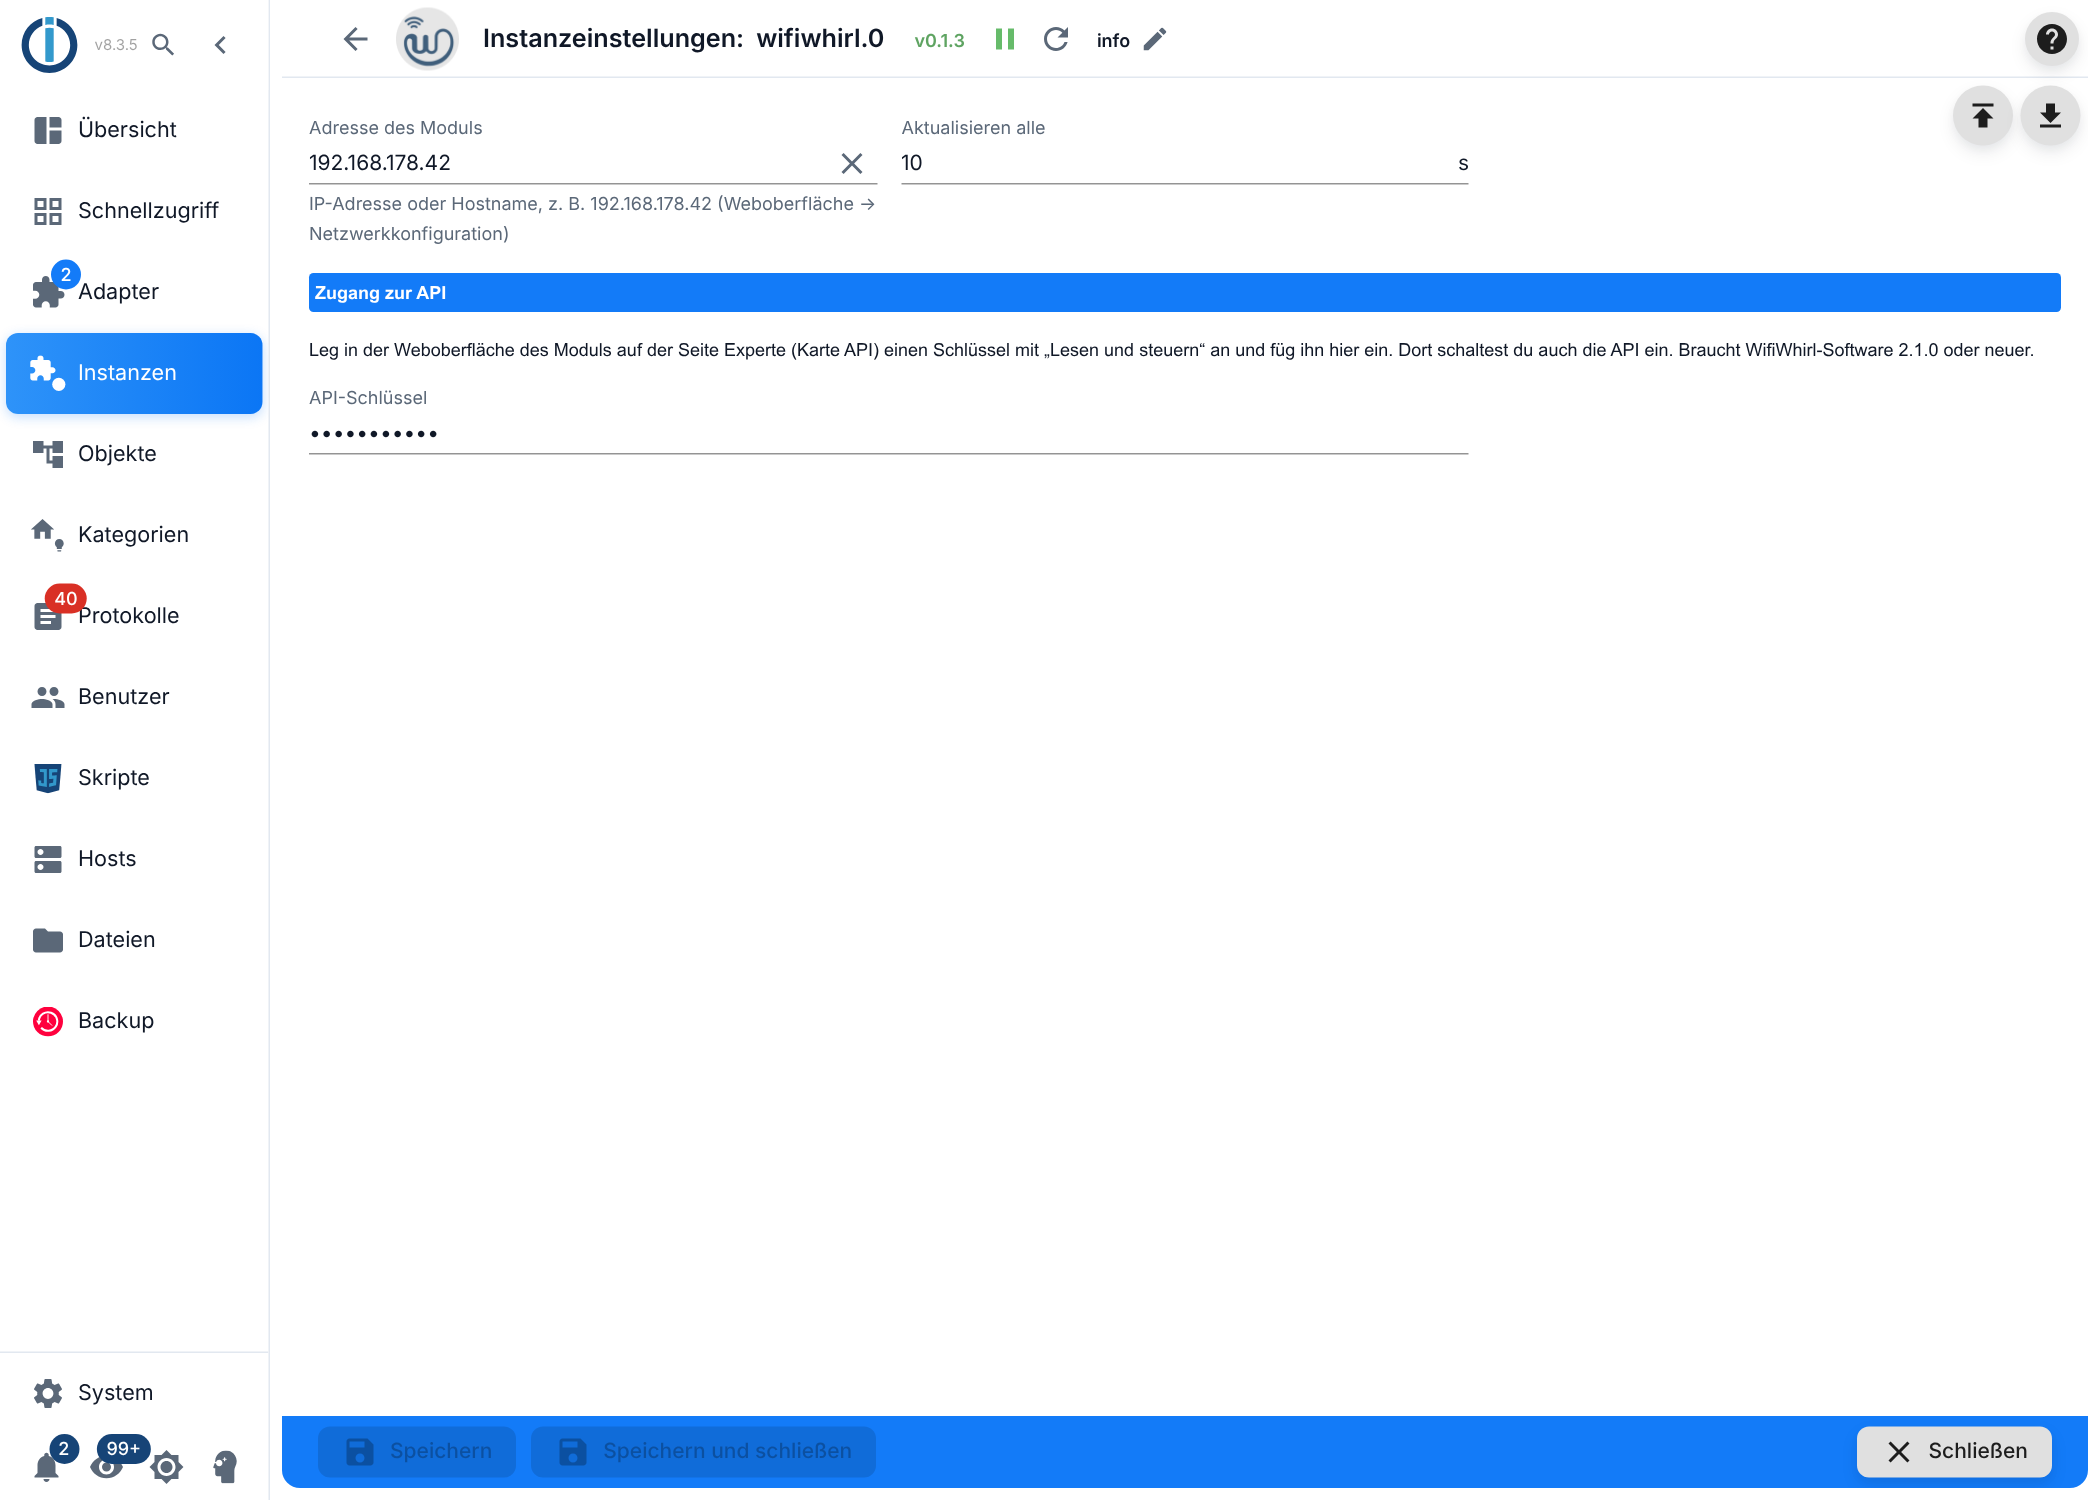 v8.3.5
Übersicht
Schnellzugriff
2
Adapter
Instanzen
Objekte
Kategorien
40
Protokolle
Benutzer
JS
Skripte
Hosts
Dateien
Backup
System
2
99+
Instanzeinstellungen: wifiwhirl.0
v0.1.3
info
Adresse des Moduls
192.168.178.42
IP-Adresse oder Hostname, z. B. 192.168.178.42 (Weboberfläche →
Netzwerkkonfiguration)
Aktualisieren alle
10 s
Zugang zur API
Leg in der Weboberfläche des Moduls auf der Seite Experte (Karte API) einen Schlüssel mit „Lesen und steuern“ an und füg ihn hier ein. Dort schaltest du auch die API ein. Braucht WifiWhirl-Software 2.1.0 oder neuer.
API-Schlüssel
•••••••••••
Speichern
Speichern und schließen
Schließen